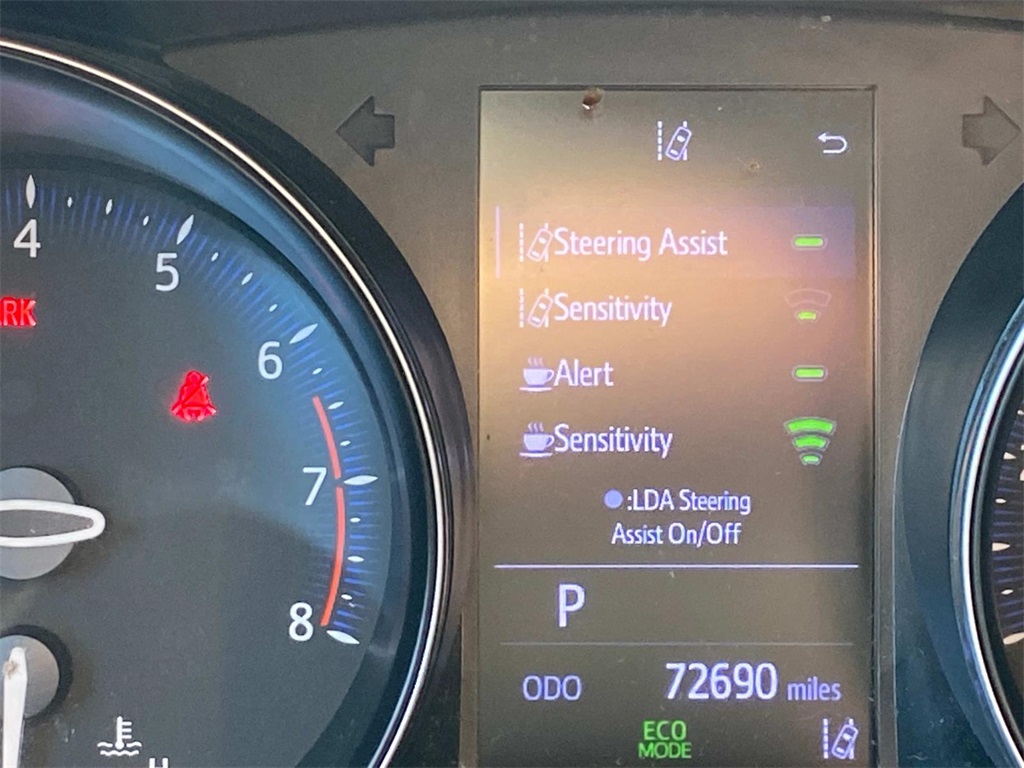 4
5
6
7
8
RK
Steering Assist
Sensitivity
Alert
Sensitivity
:LDA Steering
Assist On/Off
P
ODO 72690 miles
ECO
MODE
H